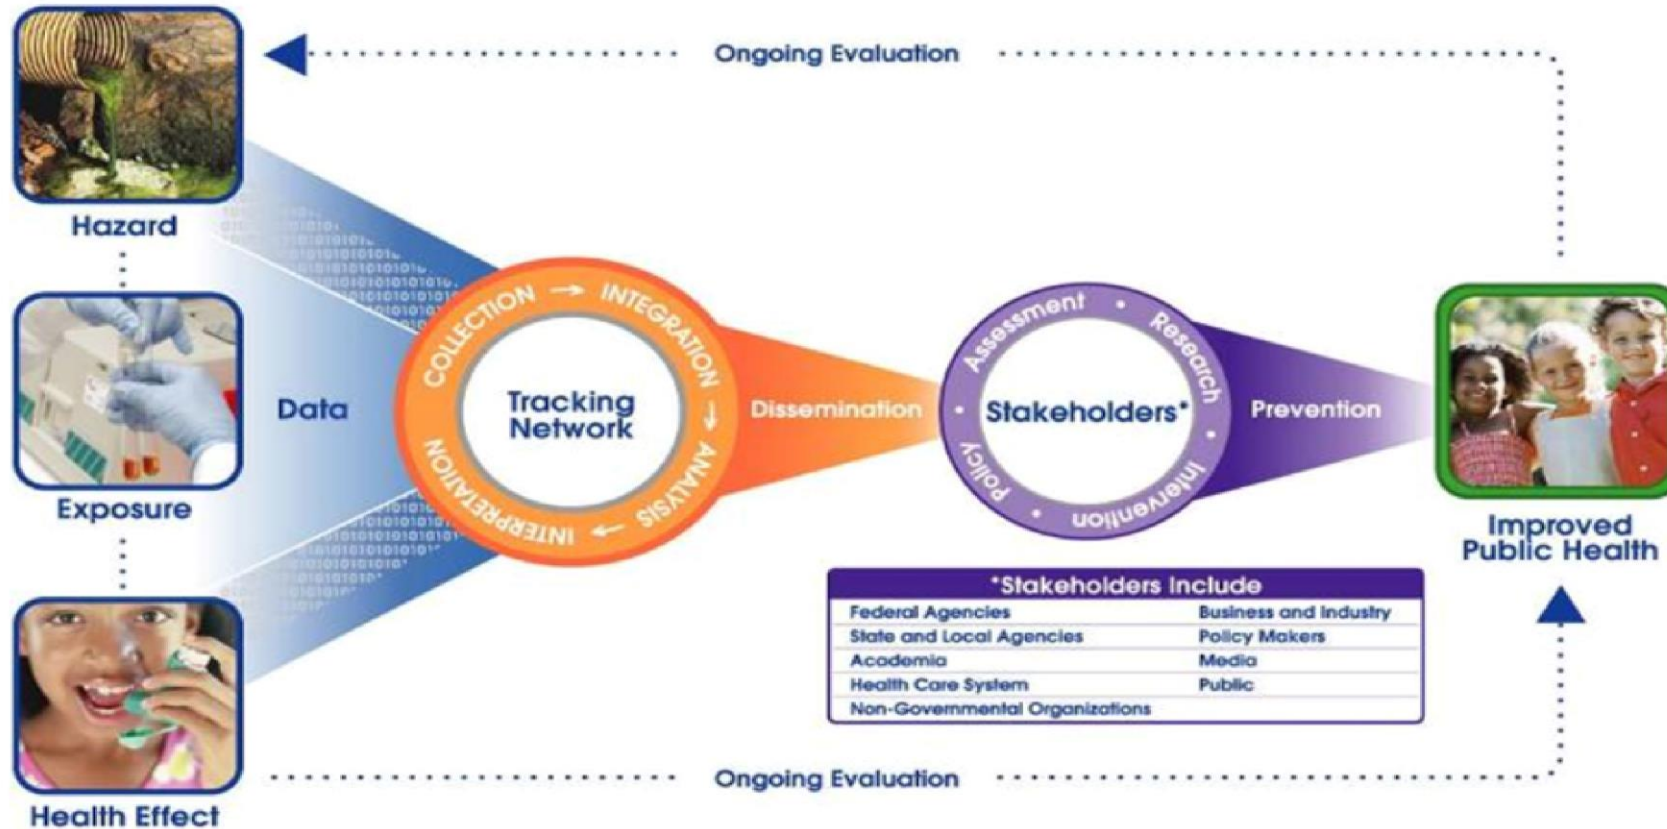 Ongoing Evaluation
Hazard
Exposure
Health Effect
Data
COLLECTION → INTEGRATION → ANALYSIS → INTERPRETATION
Tracking
Network
Dissemination
Assessment • Research • Intervention • Policy •
Stakeholders*
Prevention
Improved
Public Health
*Stakeholders Include
Federal Agencies
Business and Industry
State and Local Agencies
Policy Makers
Academia
Media
Health Care System
Public
Non-Governmental Organizations
Ongoing Evaluation